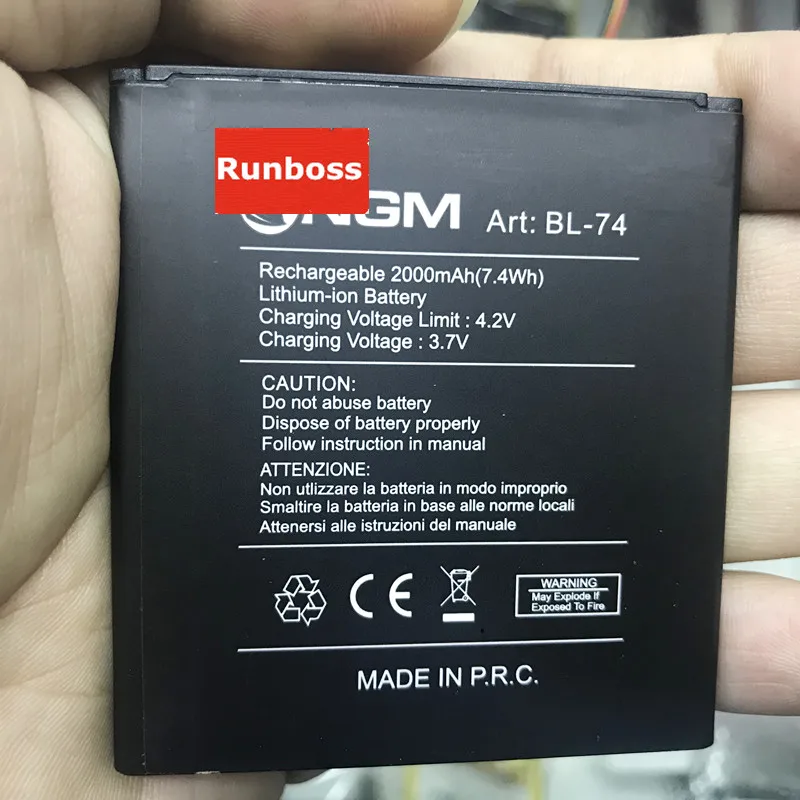 Runboss
NGM
Art: BL-74
Rechargeable 2000mAh(7.4Wh)
Lithium-ion Battery
Charging Voltage Limit : 4.2V
Charging Voltage : 3.7V
CAUTION:
Do not abuse battery
Dispose of battery properly
Follow instruction in manual
ATTENZIONE:
Non utlizzare la batteria in modo improprio
Smaltire la batteria in base alle norme locali
Attenersi alle istruzioni del manuale
CE
WARNING
May Explode If
Exposed To Fire
MADE IN P.R.C.